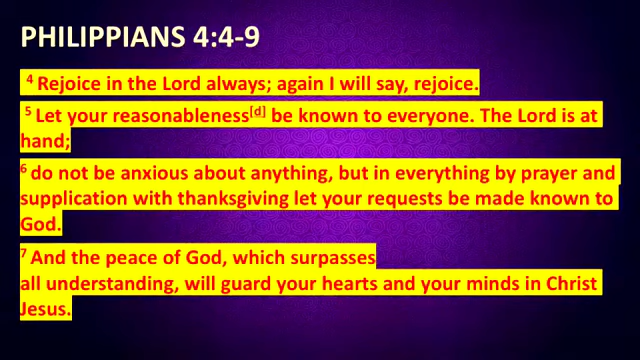 PHILIPPIANS 4:4-9
4 Rejoice in the Lord always; again I will say, rejoice.
5 Let your reasonableness[d] be known to everyone. The Lord is at
hand;
6 do not be anxious about anything, but in everything by prayer and
supplication with thanksgiving let your requests be made known to
God.
7 And the peace of God, which surpasses
all understanding, will guard your hearts and your minds in Christ
Jesus.